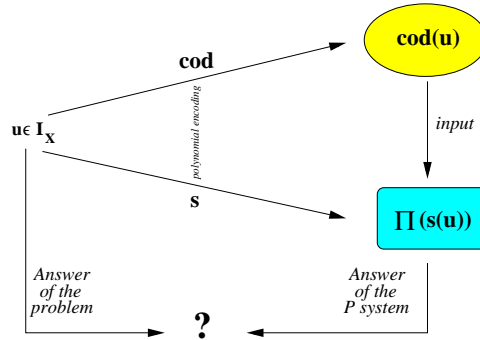 cod(u)
cod
u ϵ I_X
polynomial encoding
input
s
Π(s(u))
Answer
of the
problem
Answer
of the
P system
?